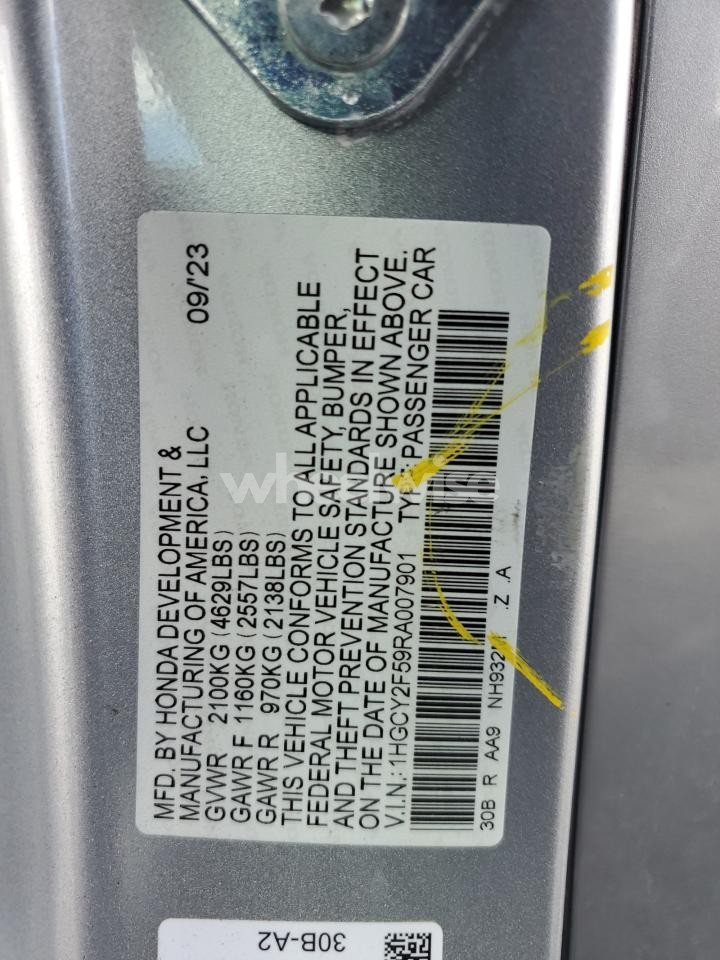 MFD. BY HONDA DEVELOPMENT & 09/'23
MANUFACTURING OF AMERICA, LLC
GVWR 2100KG (4629LBS)
GAWR F 1160KG (2557LBS)
GAWR R 970KG (2138LBS)
THIS VEHICLE CONFORMS TO ALL APPLICABLE
FEDERAL MOTOR VEHICLE SAFETY, BUMPER,
AND THEFT PREVENTION STANDARDS IN EFFECT
ON THE DATE OF MANUFACTURE SHOWN ABOVE.
V.I.N.: 1HGCY2F59RA007901 TYPE: PASSENGER CAR
30B R AA9 .Z .A
30B-A2
wheelwise